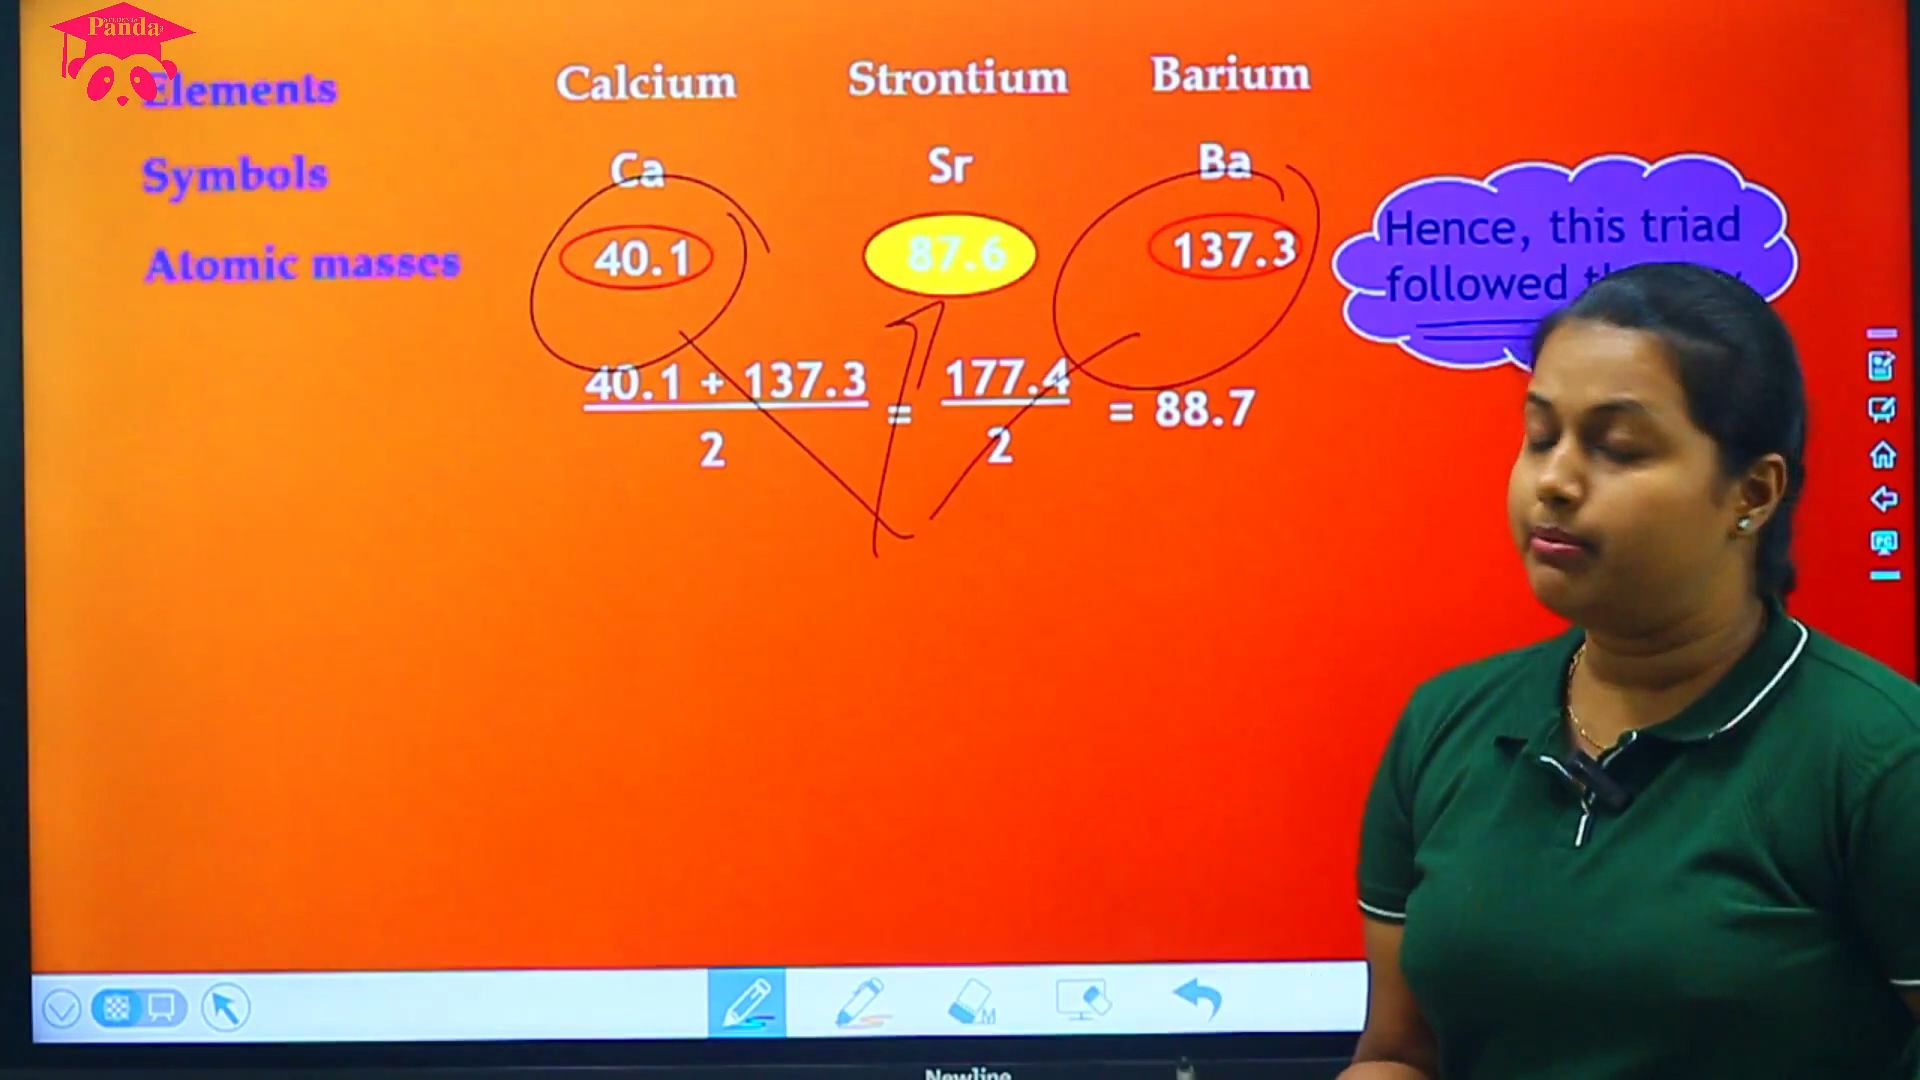 Panda
Elements Calcium Strontium Barium
Symbols Ca Sr Ba
Atomic masses 40.1 87.6 137.3
Hence, this triad
followed
40.1 + 137.3 = 177.4 = 88.7
2 2
M
PG
Newline